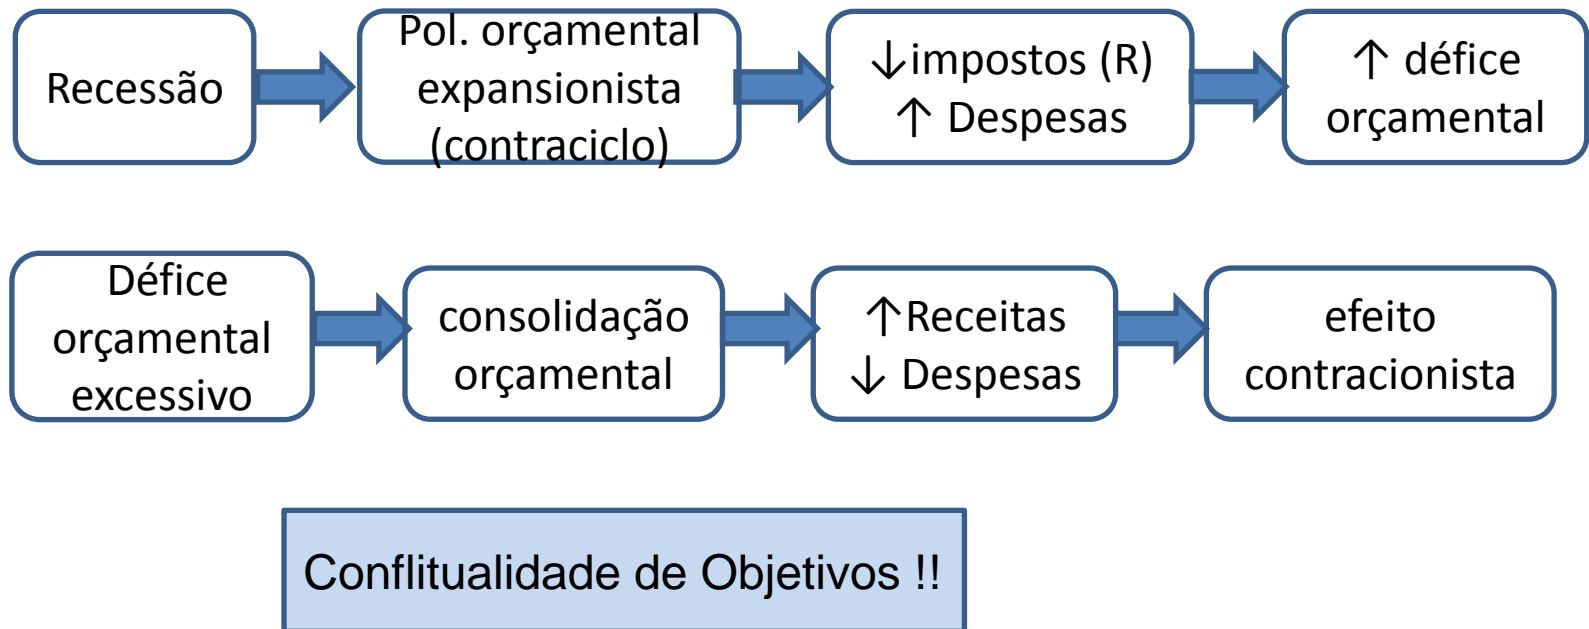 Recessão
Pol. orçamental
expansionista
(contraciclo)
↓impostos (R)
↑ Despesas
↑ défice
orçamental
Défice
orçamental
excessivo
consolidação
orçamental
↑Receitas
↓ Despesas
efeito
contracionista
Conflitualidade de Objetivos !!